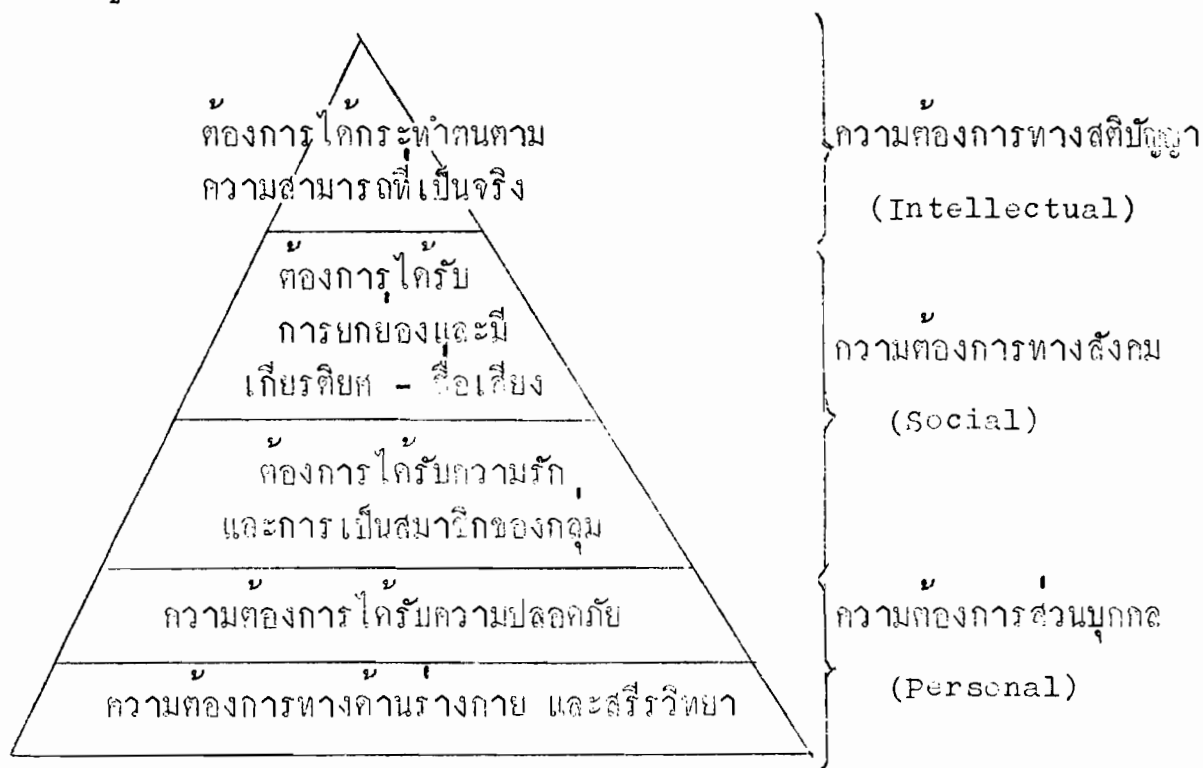 ต้องการได้กระทำตนตาม
ความสามารถที่เป็นจริง
ความต้องการทางสติปัญญา
(Intellectual)
ต้องการได้รับ
การยกย่องและมี
เกียรติยศ - ชื่อเสียง
ความต้องการทางสังคม
(Social)
ต้องการได้รับความรัก
และการเป็นสมาชิกของกลุ่ม
ความต้องการได้รับความปลอดภัย
ความต้องการส่วนบุคคล
(Personal)
ความต้องการทางด้านร่างกาย และสรีรวิทยา